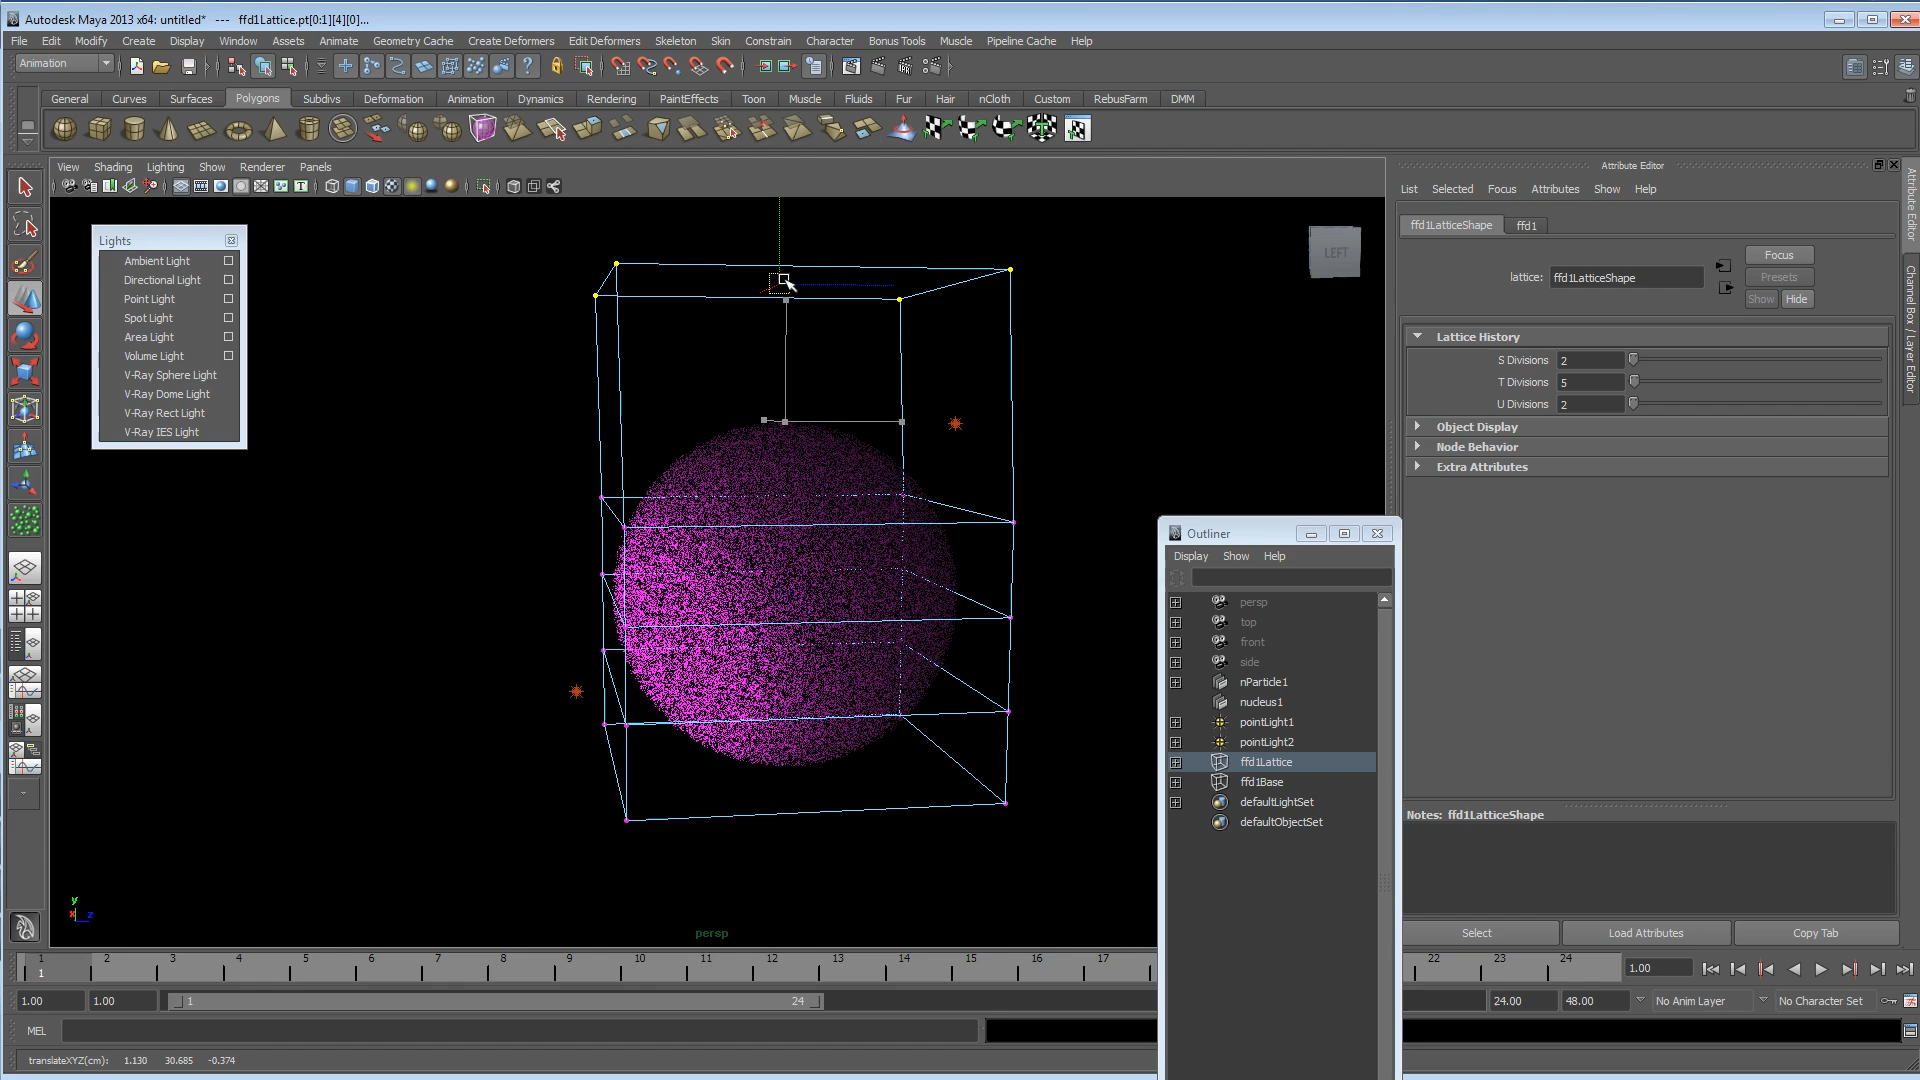 Autodesk Maya 2013 x64: untitled* --- ffd1Lattice.pt[0:1][4][0]...
File Edit Modify Create Display Window Assets Animate Geometry Cache Create Deformers Edit Deformers Skeleton Skin Constrain Character Bonus Tools Muscle Pipeline Cache Help
Animation
General Curves Surfaces Polygons Subdivs Deformation Animation Dynamics Rendering PaintEffects Toon Muscle Fluids Fur Hair nCloth Custom RebusFarm DMM
View Shading Lighting Show Renderer Panels
Lights
Ambient Light
Directional Light
Point Light
Spot Light
Area Light
Volume Light
V-Ray Sphere Light
V-Ray Dome Light
V-Ray Rect Light
V-Ray IES Light
LEFT
y
x z
persp
Attribute Editor
List Selected Focus Attributes Show Help
ffd1LatticeShape ffd1
lattice: ffd1LatticeShape
Focus
Presets
Show Hide
Lattice History
S Divisions 2
T Divisions 5
U Divisions 2
Object Display
Node Behavior
Extra Attributes
Notes: ffd1LatticeShape
Select Load Attributes Copy Tab
Attribute Editor
Channel Box / Layer Editor
Outliner
Display Show Help
persp
top
front
side
nParticle1
nucleus1
pointLight1
pointLight2
ffd1Lattice
ffd1Base
defaultLightSet
defaultObjectSet
1 2 3 4 5 6 7 8 9 10 11 12 13 14 15 16 17 22 23 24
1
1.00
1.00 1.00 1 24 24.00 48.00 No Anim Layer No Character Set
MEL
translateXYZ(cm): 1.130 30.685 -0.374